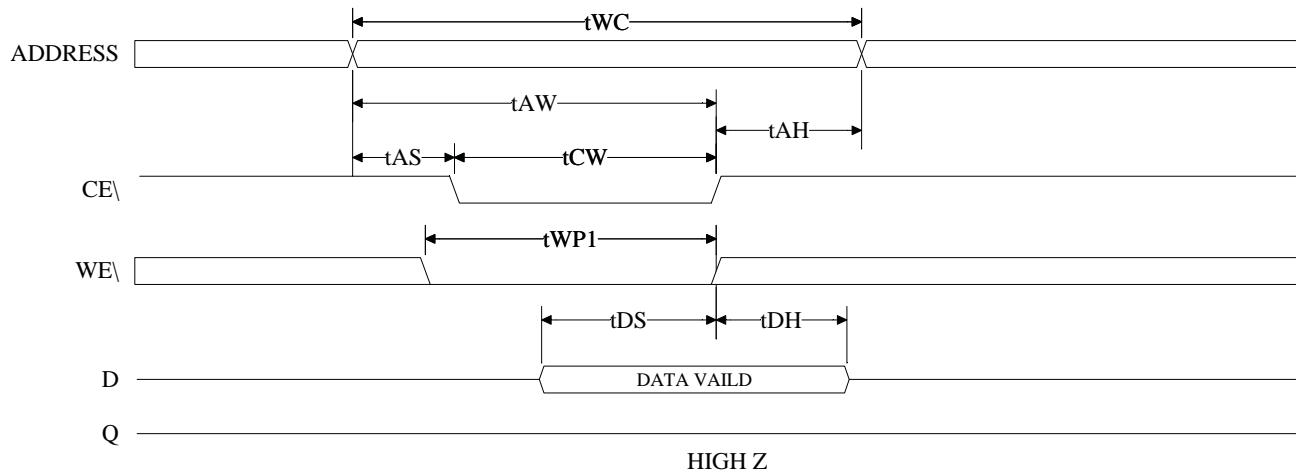 tWC
ADDRESS
tAW
tAH
tAS
tCW
CE\
tWP1
WE\
tDS
tDH
D
DATA VAILD
Q
HIGH Z